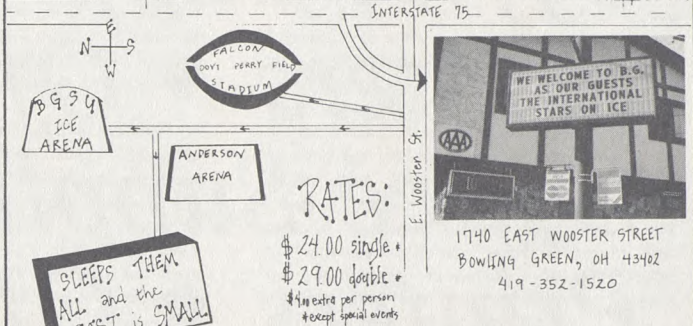 INTERSTATE 75
E
N S
W
FALCON
DOYT PERRY FIELD
STADIUM
BGSU
ICE
ARENA
ANDERSON
ARENA
E. Wooster St.
WE WELCOME TO B.G.
AS OUR GUESTS
THE INTERNATIONAL
STARS ON ICE
AAA
RATES:
$24.00 single *
$29.00 double *
$4.00 extra per person
*except special events
1740 EAST WOOSTER STREET
BOWLING GREEN, OH 43402
419-352-1520
SLEEPS THEM
ALL and the
is SMALL